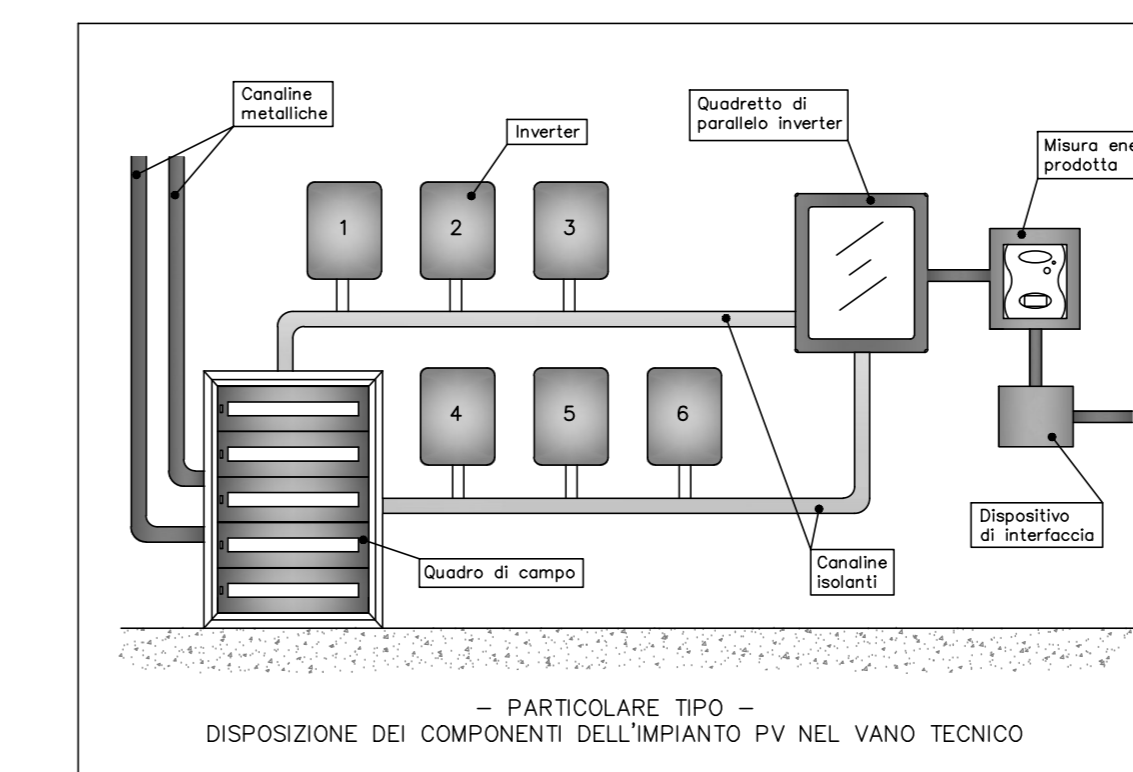 Canaline
metalliche
Inverter
Quadretto di
parallelo inverter
Misura
prodotta
1
2
3
4
5
6
Quadro di campo
Canaline
isolanti
Dispositivo
di interfaccia
– PARTICOLARE TIPO –
DISPOSIZIONE DEI COMPONENTI DELL'IMPIANTO PV NEL VANO TECNICO